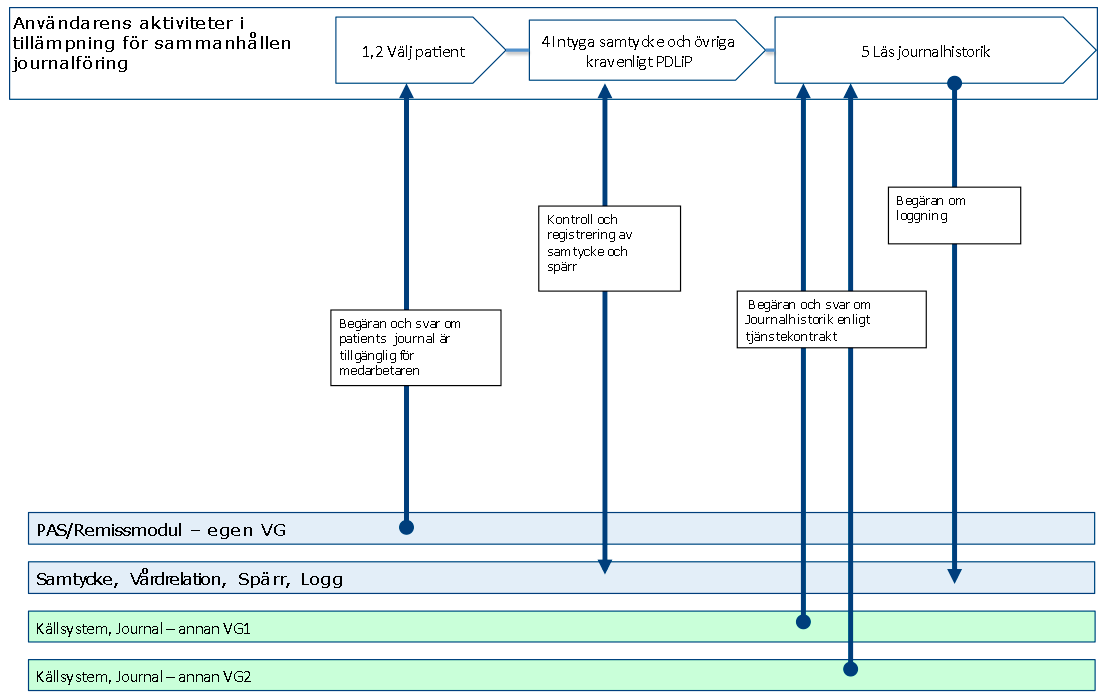 Användarens aktiviteter i
tillämpning för sammanhållen
journalföring
1,2 Välj patient
4 Intyga samtycke och övriga
kravenligt PDLiP
5 Läs journalhistorik
Begäran om
loggning
Kontroll och
registrering av
samtycke och
spärr
Begäran och svar om
Journalhistorik enligt
tjänstekontrakt
Begäran och svar om
patients journal är
tillgänglig för
medarbetaren
PAS/Remissmodul – egen VG
Samtycke, Vårdrelation, Spärr, Logg
Källsystem, Journal – annan VG1
Källsystem, Journal – annan VG2